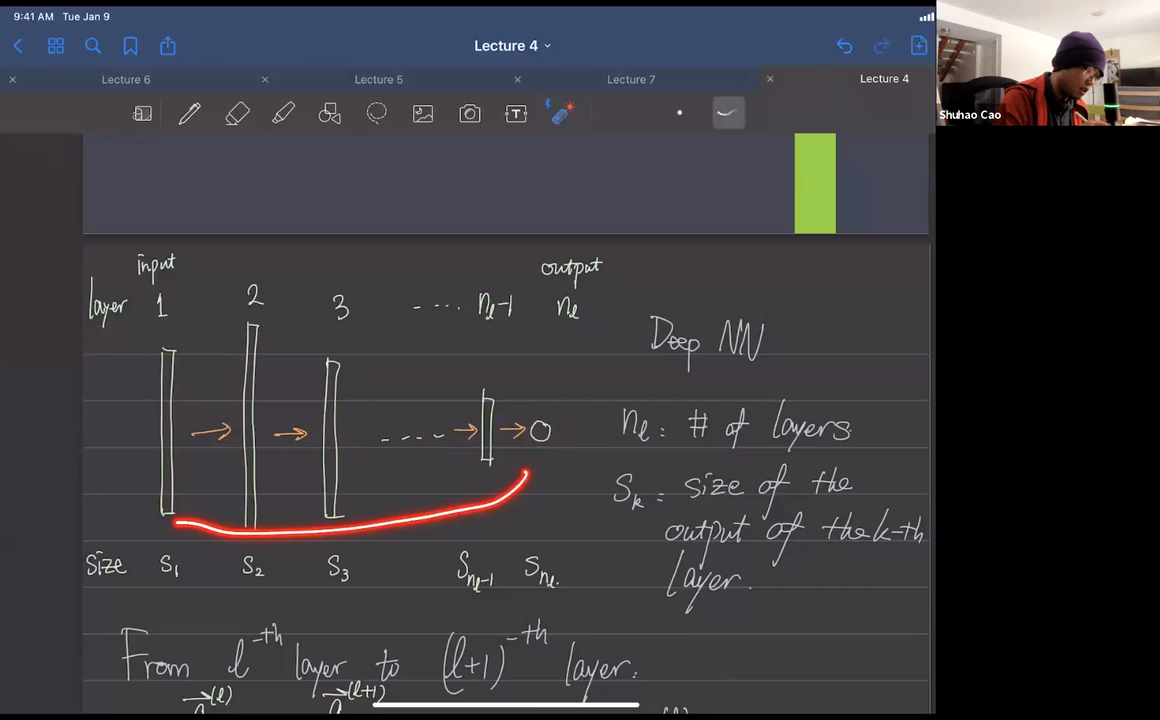 9:41 AM Tue Jan 9
Lecture 4
Lecture 6
Lecture 5
Lecture 7
Lecture 4
Shuhao Cao
input
output
layer 1 2 3 .... nℓ-1 nℓ
Deep NN
nℓ: # of layers
Sk = size of the
output of the k-th
layer.
size S1 S2 S3 Snℓ-1 Snℓ.
From ℓ-th layer to (ℓ+1)-th layer.
(ℓ) (ℓ+1)